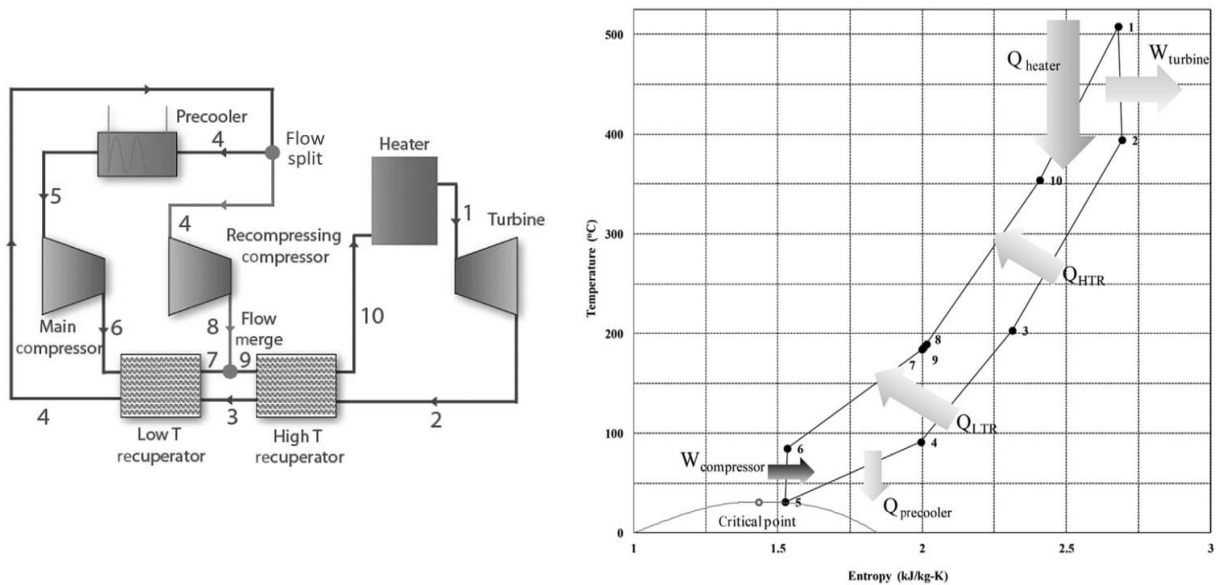 Precooler
4
Flow
split
Heater
5
4
1
Turbine
Recompressing
compressor
10
Main
compressor
6
8
Flow
merge
7
9
4
3
2
Low T
recuperator
High T
recuperator
500
400
300
200
100
0
Temperature (°C)
1
1.5
2
2.5
3
Entropy (kJ/kg-K)
Q heater
1
W turbine
2
10
Q HTR
3
8
7
9
Q LTR
4
6
W compressor
5
Q precooler
Critical point